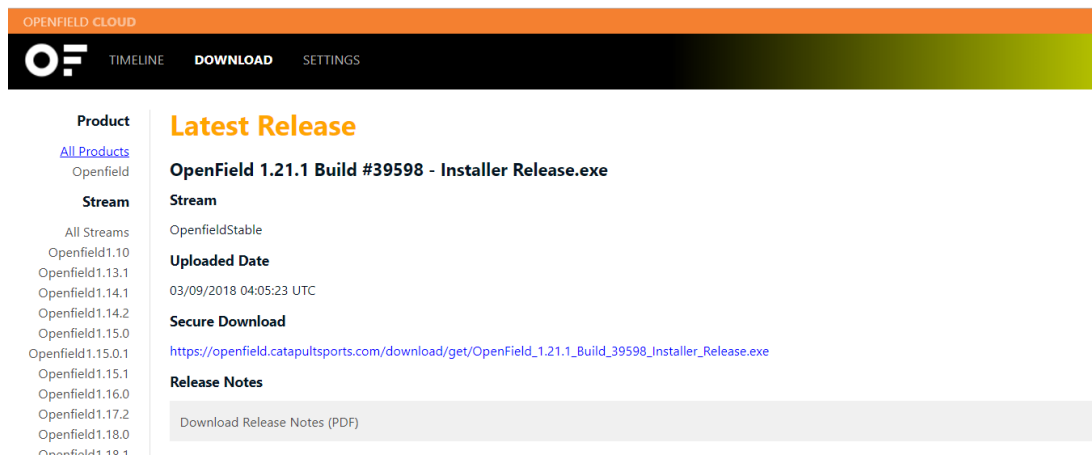 OPENFIELD CLOUD
OF TIMELINE DOWNLOAD SETTINGS
Product
All Products
Openfield
Stream
All Streams
Openfield1.10
Openfield1.13.1
Openfield1.14.1
Openfield1.14.2
Openfield1.15.0
Openfield1.15.0.1
Openfield1.15.1
Openfield1.16.0
Openfield1.17.2
Openfield1.18.0
Openfield1.18.1
Latest Release
OpenField 1.21.1 Build #39598 - Installer Release.exe
Stream
OpenfieldStable
Uploaded Date
03/09/2018 04:05:23 UTC
Secure Download
https://openfield.catapultsports.com/download/get/OpenField_1.21.1_Build_39598_Installer_Release.exe
Release Notes
Download Release Notes (PDF)